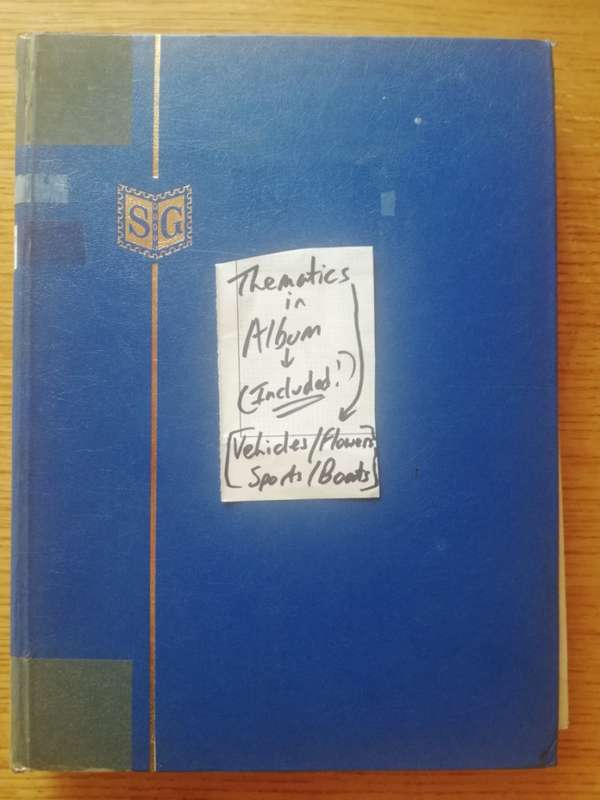 SG
Thematics
in
Album
(Included!)
[Vehicles/Flowers
Sports/Boats]